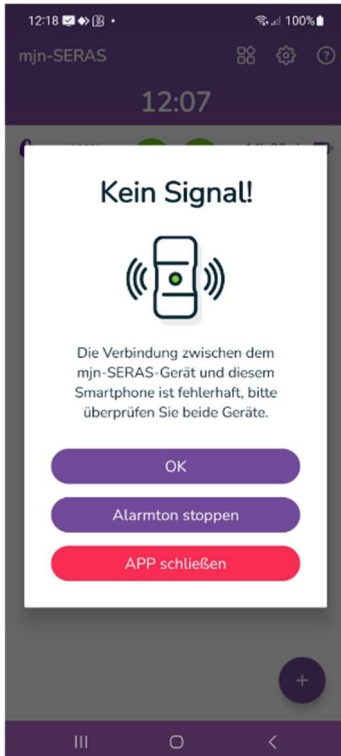 12:18 100%
mjn-SERAS
12:07
Kein Signal!
Die Verbindung zwischen dem
mjn-SERAS-Gerät und diesem
Smartphone ist fehlerhaft, bitte
überprüfen Sie beide Geräte.
OK
Alarmton stoppen
APP schließen